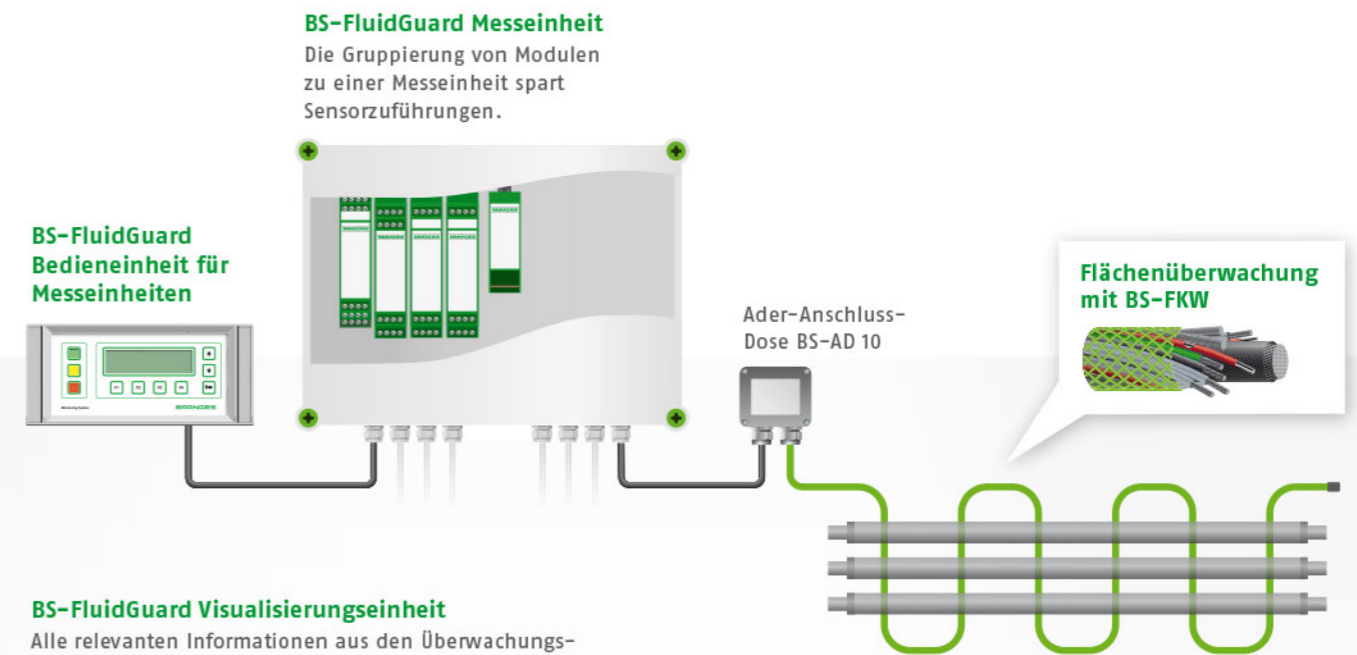 BS-FluidGuard Messeinheit
Die Gruppierung von Modulen
zu einer Messeinheit spart
Sensorzuführungen.
BS-FluidGuard
Bedieneinheit für
Messeinheiten
BRANDES
Flächenüberwachung
mit BS-FKW
Ader-Anschluss-
Dose BS-AD 10
BS-FluidGuard Visualisierungseinheit
Alle relevanten Informationen aus den Überwachungs-